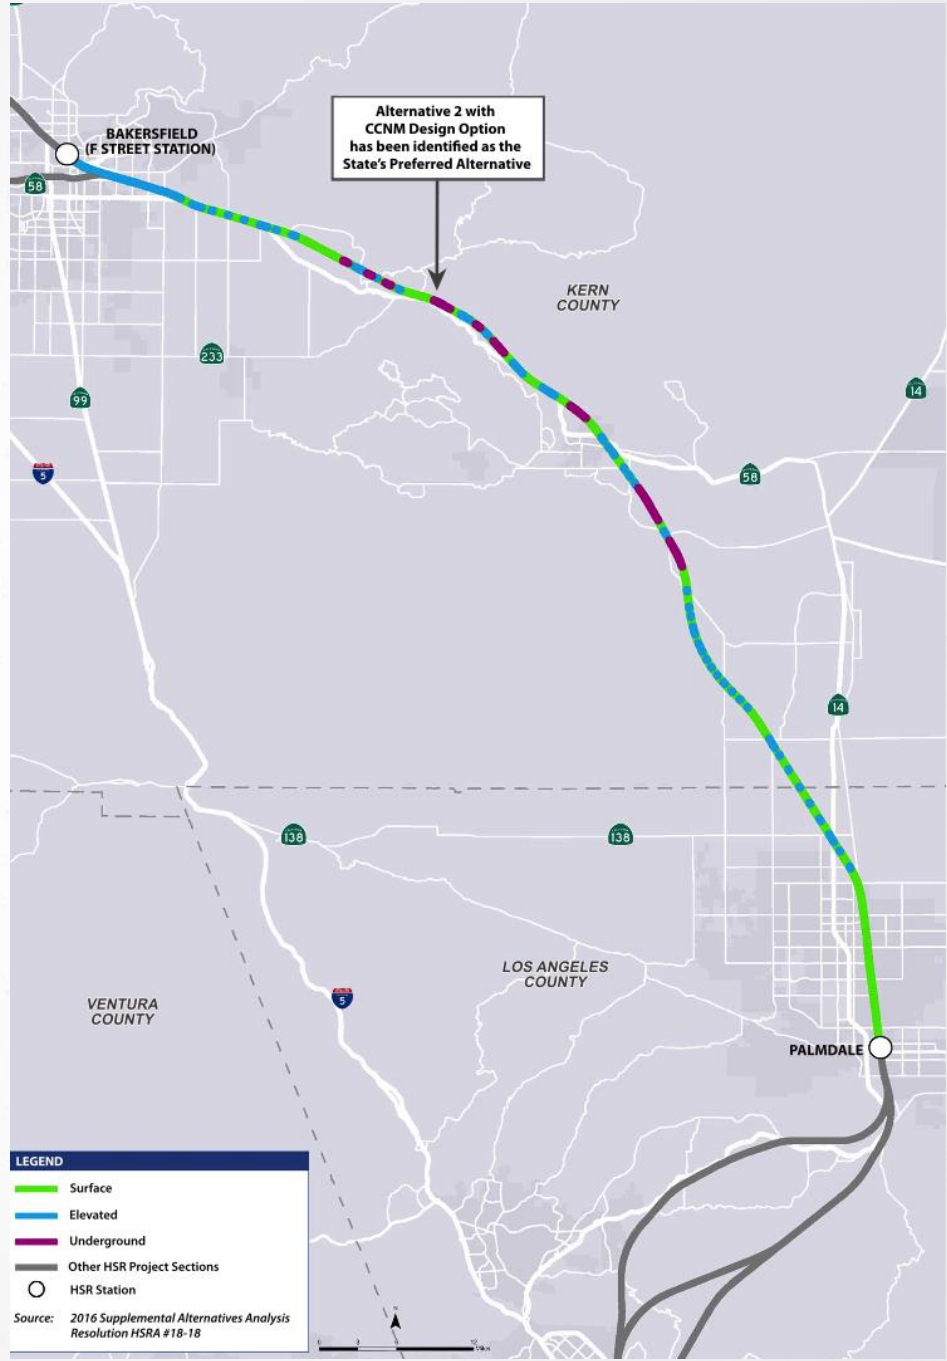 BAKERSFIELD
(F STREET STATION)
58
Alternative 2 with
CCNM Design Option
has been identified as the
State's Preferred Alternative
KERN
COUNTY
233
99
14
5
58
14
138
138
LOS ANGELES
COUNTY
VENTURA
COUNTY
5
PALMDALE
LEGEND
Surface
Elevated
Underground
Other HSR Project Sections
HSR Station
Source: 2016 Supplemental Alternatives Analysis
Resolution HSRA #18-18